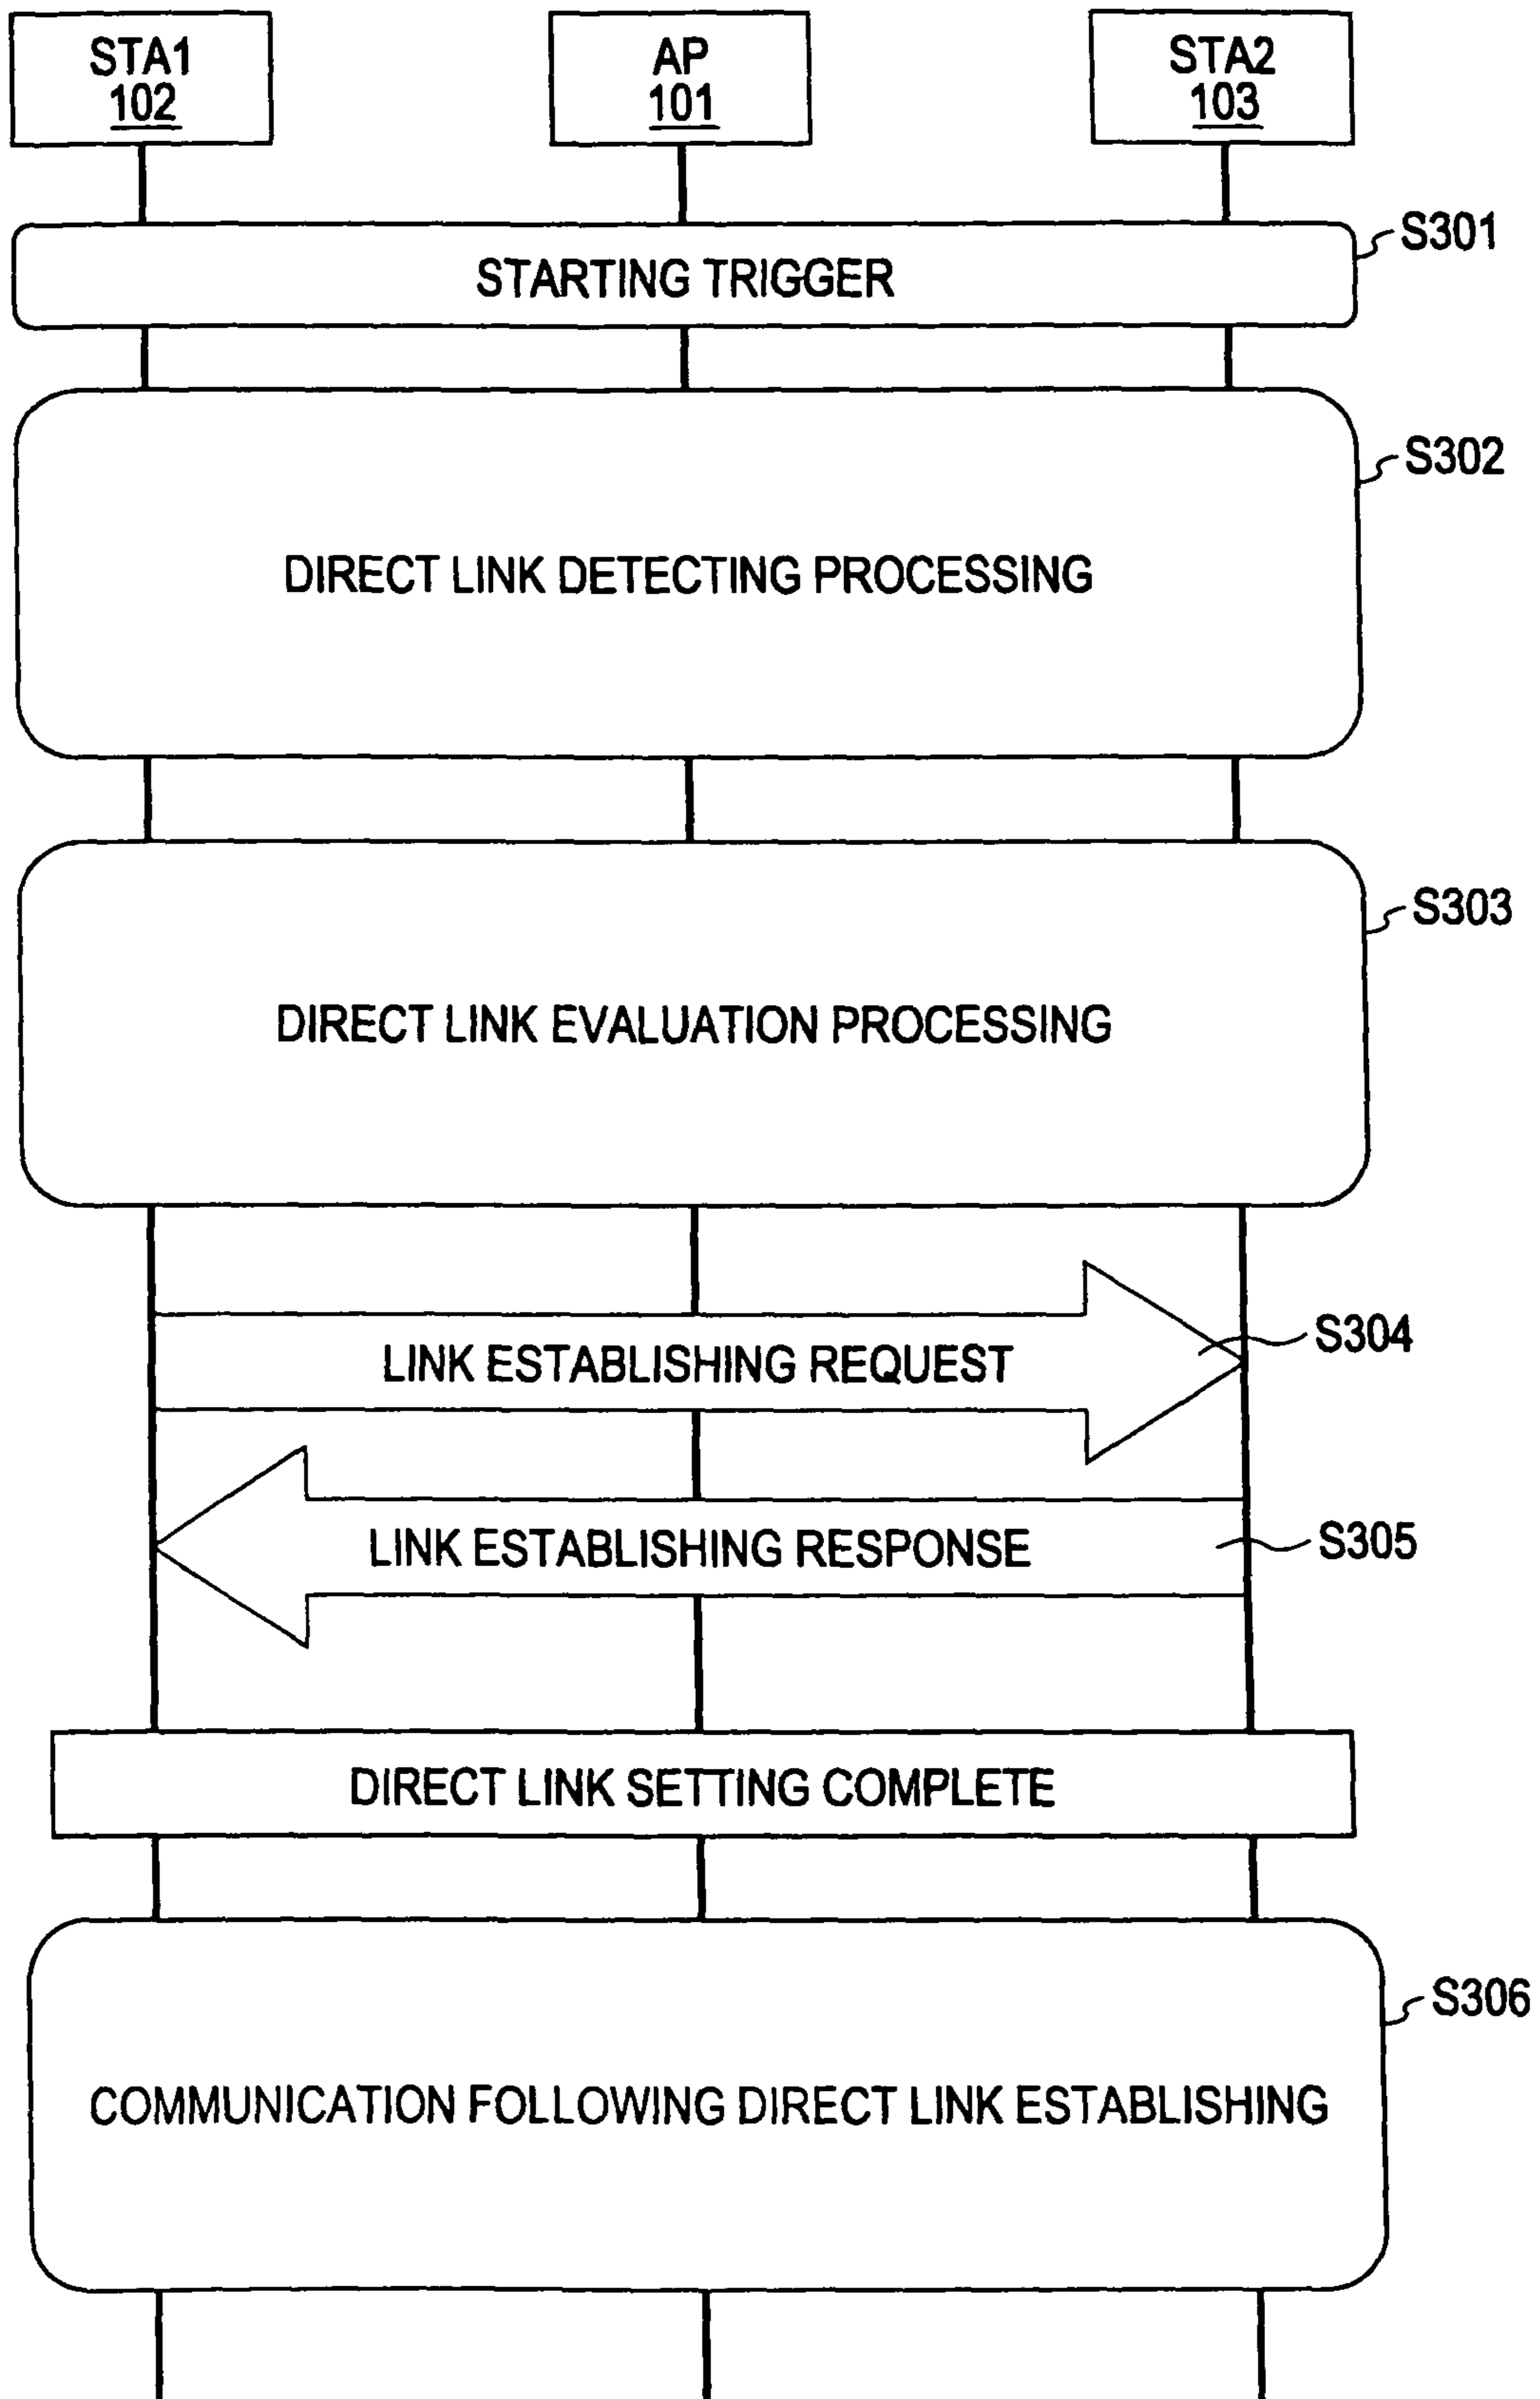 STA1
102
AP
101
STA2
103
S301
STARTING TRIGGER
S302
DIRECT LINK DETECTING PROCESSING
S303
DIRECT LINK EVALUATION PROCESSING
S304
LINK ESTABLISHING REQUEST
S305
LINK ESTABLISHING RESPONSE
DIRECT LINK SETTING COMPLETE
S306
COMMUNICATION FOLLOWING DIRECT LINK ESTABLISHING